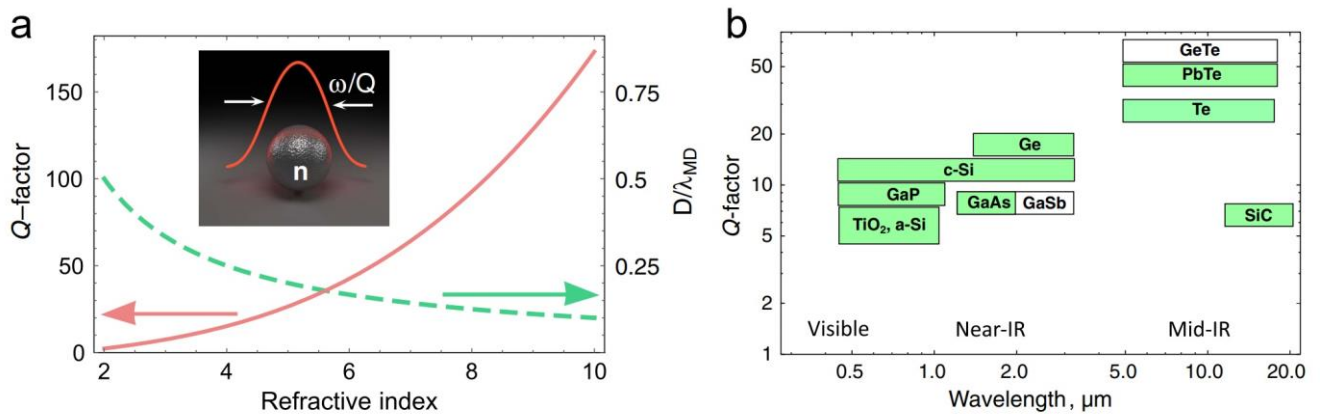 a
Q–factor
150
100
50
0
2
4
6
8
10
Refractive index
0.75
0.5
0.25
D/λMD
ω/Q
n
b
Q-factor
50
20
10
5
2
1
GeTe
PbTe
Te
Ge
c-Si
GaP
GaAs
GaSb
TiO₂, a-Si
SiC
Visible
Near-IR
Mid-IR
0.5
1.0
2.0
5.0
10.0
20.0
Wavelength, μm